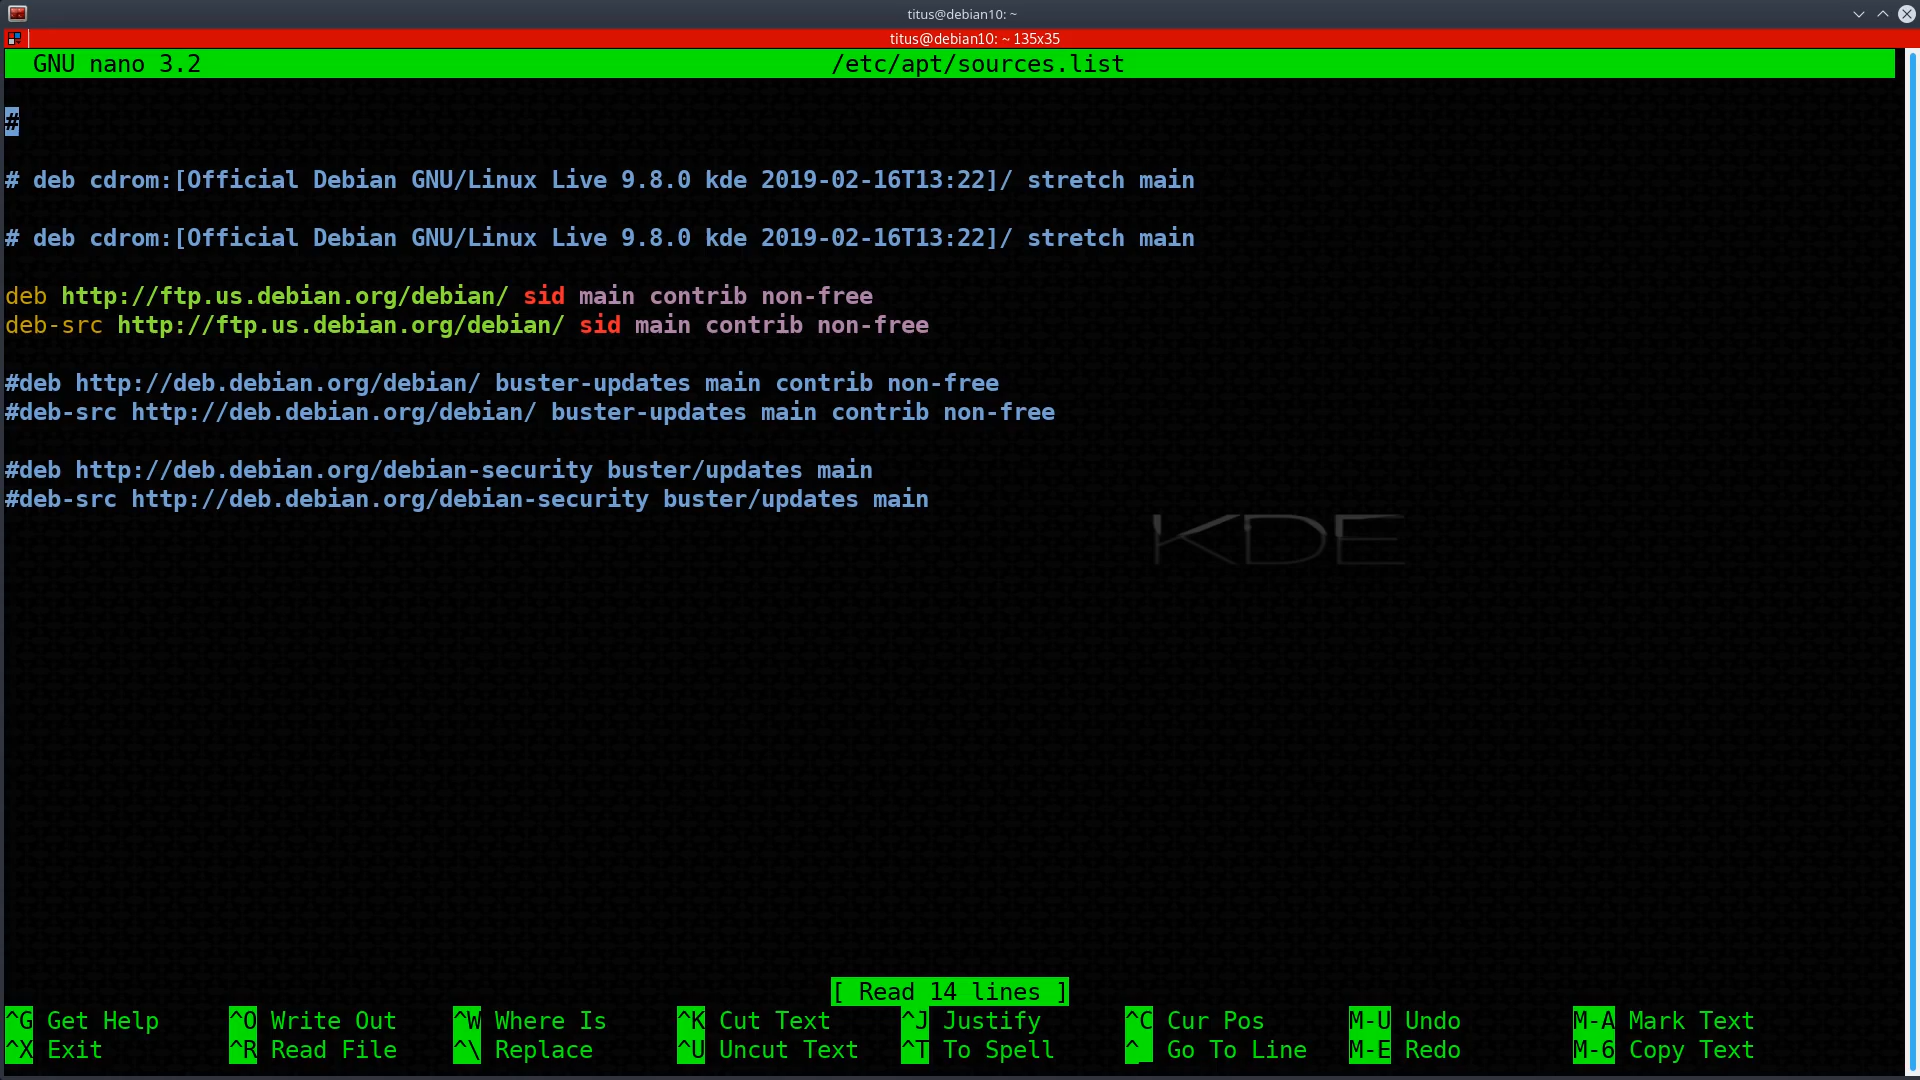 titus@debian10: ~
titus@debian10: ~ 135x35
GNU nano 3.2 /etc/apt/sources.list
#
# deb cdrom:[Official Debian GNU/Linux Live 9.8.0 kde 2019-02-16T13:22]/ stretch main
# deb cdrom:[Official Debian GNU/Linux Live 9.8.0 kde 2019-02-16T13:22]/ stretch main
deb http://ftp.us.debian.org/debian/ sid main contrib non-free
deb-src http://ftp.us.debian.org/debian/ sid main contrib non-free
#deb http://deb.debian.org/debian/ buster-updates main contrib non-free
#deb-src http://deb.debian.org/debian/ buster-updates main contrib non-free
#deb http://deb.debian.org/debian-security buster/updates main
#deb-src http://deb.debian.org/debian-security buster/updates main
KDE
[ Read 14 lines ]
^G Get Help ^O Write Out ^W Where Is ^K Cut Text ^J Justify ^C Cur Pos M-U Undo M-A Mark Text
^X Exit ^R Read File ^\ Replace ^U Uncut Text ^T To Spell ^_ Go To Line M-E Redo M-6 Copy Text